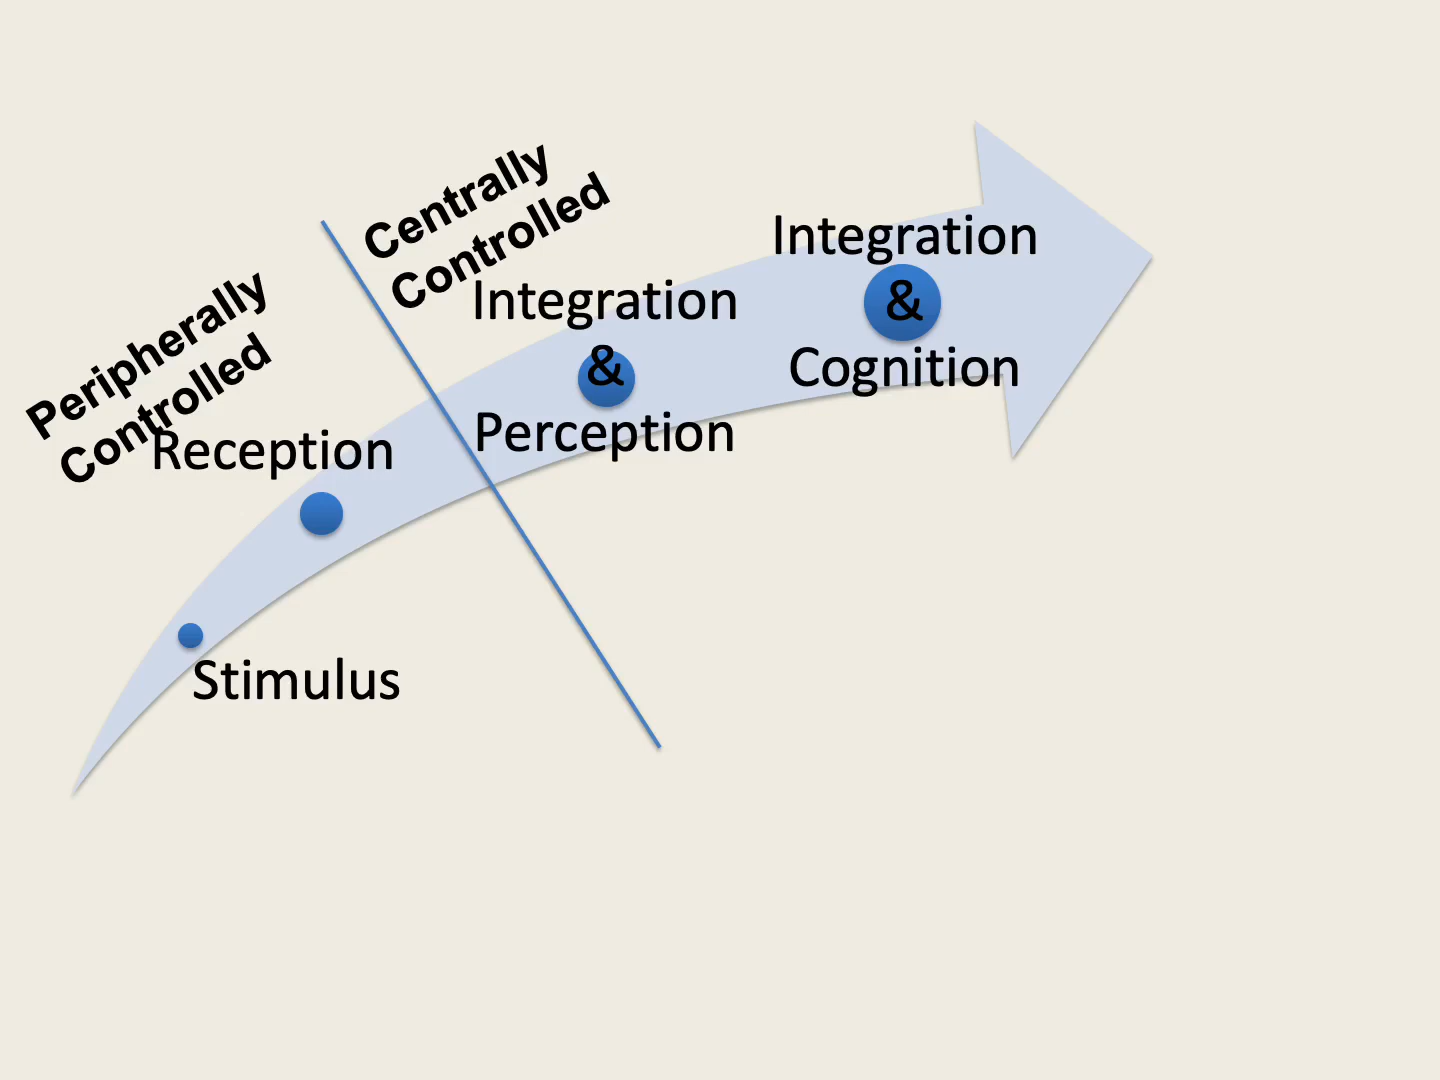 Peripherally
Controlled
Centrally
Controlled
Stimulus
Reception
Integration
&
Perception
Integration
&
Cognition